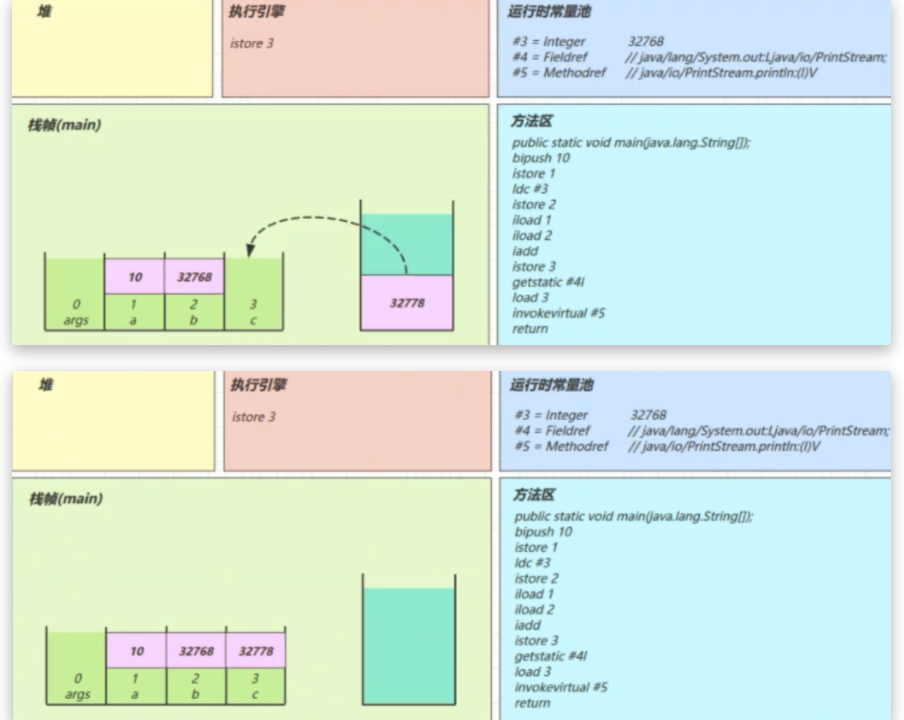 堆
执行引擎
istore 3
运行时常量池
#3 = Integer 32768
#4 = Fieldref // java/lang/System.out:Ljava/io/PrintStream;
#5 = Methodref // java/io/PrintStream.println:(I)V
栈帧(main)
32778
10 32768
0 1 2 3
args a b c
方法区
public static void main(java.lang.String[]);
bipush 10
istore 1
ldc #3
istore 2
iload 1
iload 2
iadd
istore 3
getstatic #4l
load 3
invokevirtual #5
return
堆
执行引擎
istore 3
运行时常量池
#3 = Integer 32768
#4 = Fieldref // java/lang/System.out:Ljava/io/PrintStream;
#5 = Methodref // java/io/PrintStream.println:(I)V
栈帧(main)
10 32768 32778
0 1 2 3
args a b c
方法区
public static void main(java.lang.String[]);
bipush 10
istore 1
ldc #3
istore 2
iload 1
iload 2
iadd
istore 3
getstatic #4l
load 3
invokevirtual #5
return